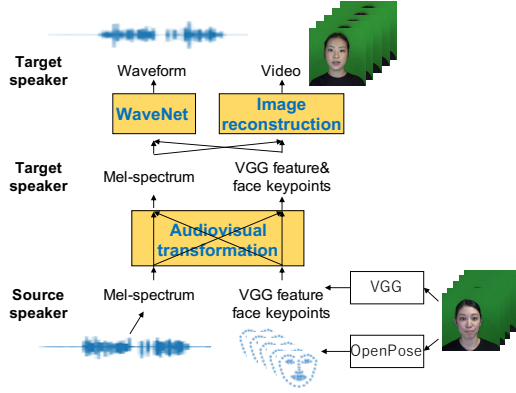 Target
speaker
Waveform
Video
WaveNet
Image
reconstruction
Target
speaker
Mel-spectrum
VGG feature&
face keypoints
Audiovisual
transformation
Source
speaker
Mel-spectrum
VGG feature
face keypoints
VGG
OpenPose